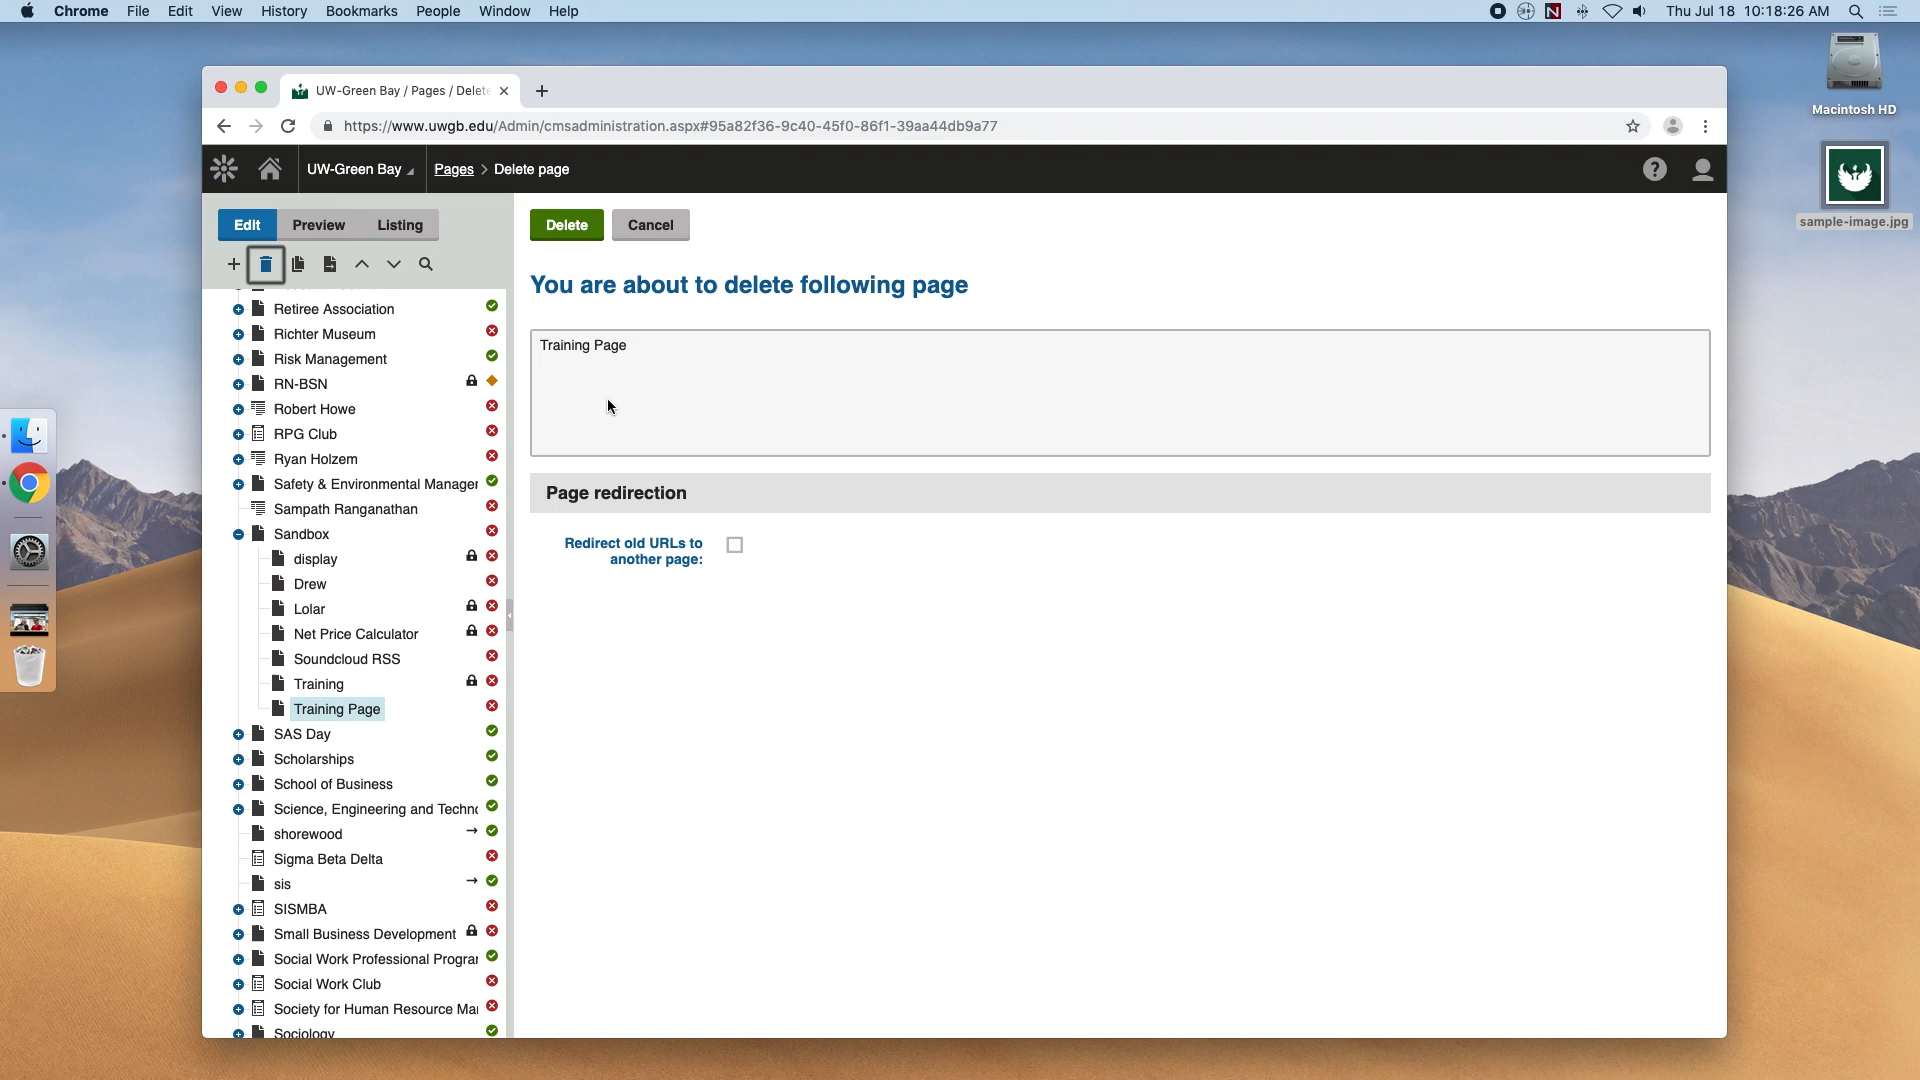 Chrome File Edit View History Bookmarks People Window Help
Thu Jul 18 10:18:26 AM
Macintosh HD
sample-image.jpg
UW-Green Bay / Pages / Delete
https://www.uwgb.edu/Admin/cmsadministration.aspx#95a82f36-9c40-45f0-86f1-39aa44db9a77
UW-Green Bay
Pages > Delete page
Edit Preview Listing
Retiree Association
Richter Museum
Risk Management
RN-BSN
Robert Howe
RPG Club
Ryan Holzem
Safety & Environmental Manager
Sampath Ranganathan
Sandbox
display
Drew
Lolar
Net Price Calculator
Soundcloud RSS
Training
Training Page
SAS Day
Scholarships
School of Business
Science, Engineering and Techno
shorewood
Sigma Beta Delta
sis
SISMBA
Small Business Development
Social Work Professional Program
Social Work Club
Society for Human Resource Mar
Sociology
Delete Cancel
You are about to delete following page
Training Page
Page redirection
Redirect old URLs to
another page: